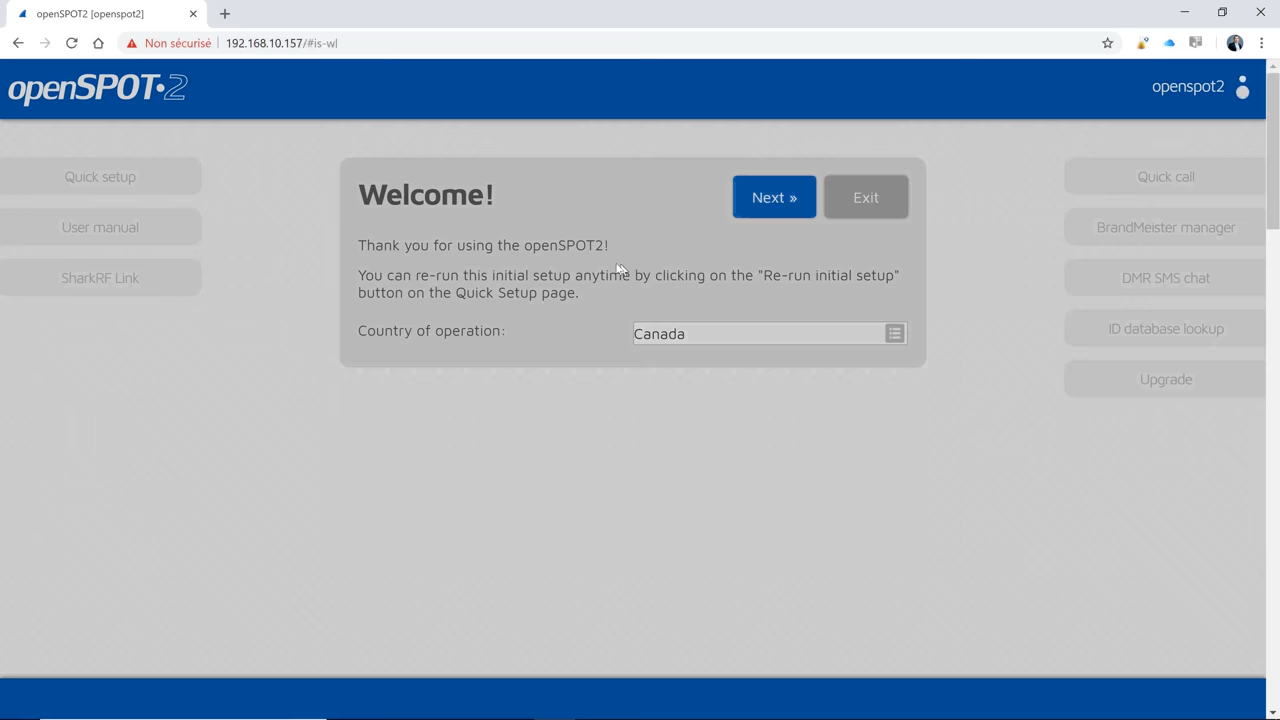 openSPOT2 [openspot2]
Non sécurisé
192.168.10.157/#is-wl
openSPOT•2
openspot2
Quick setup
User manual
SharkRF Link
Welcome!
Next »
Exit
Thank you for using the openSPOT2!
You can re-run this initial setup anytime by clicking on the "Re-run initial setup"
button on the Quick Setup page.
Country of operation:
Canada
Quick call
BrandMeister manager
DMR SMS chat
ID database lookup
Upgrade